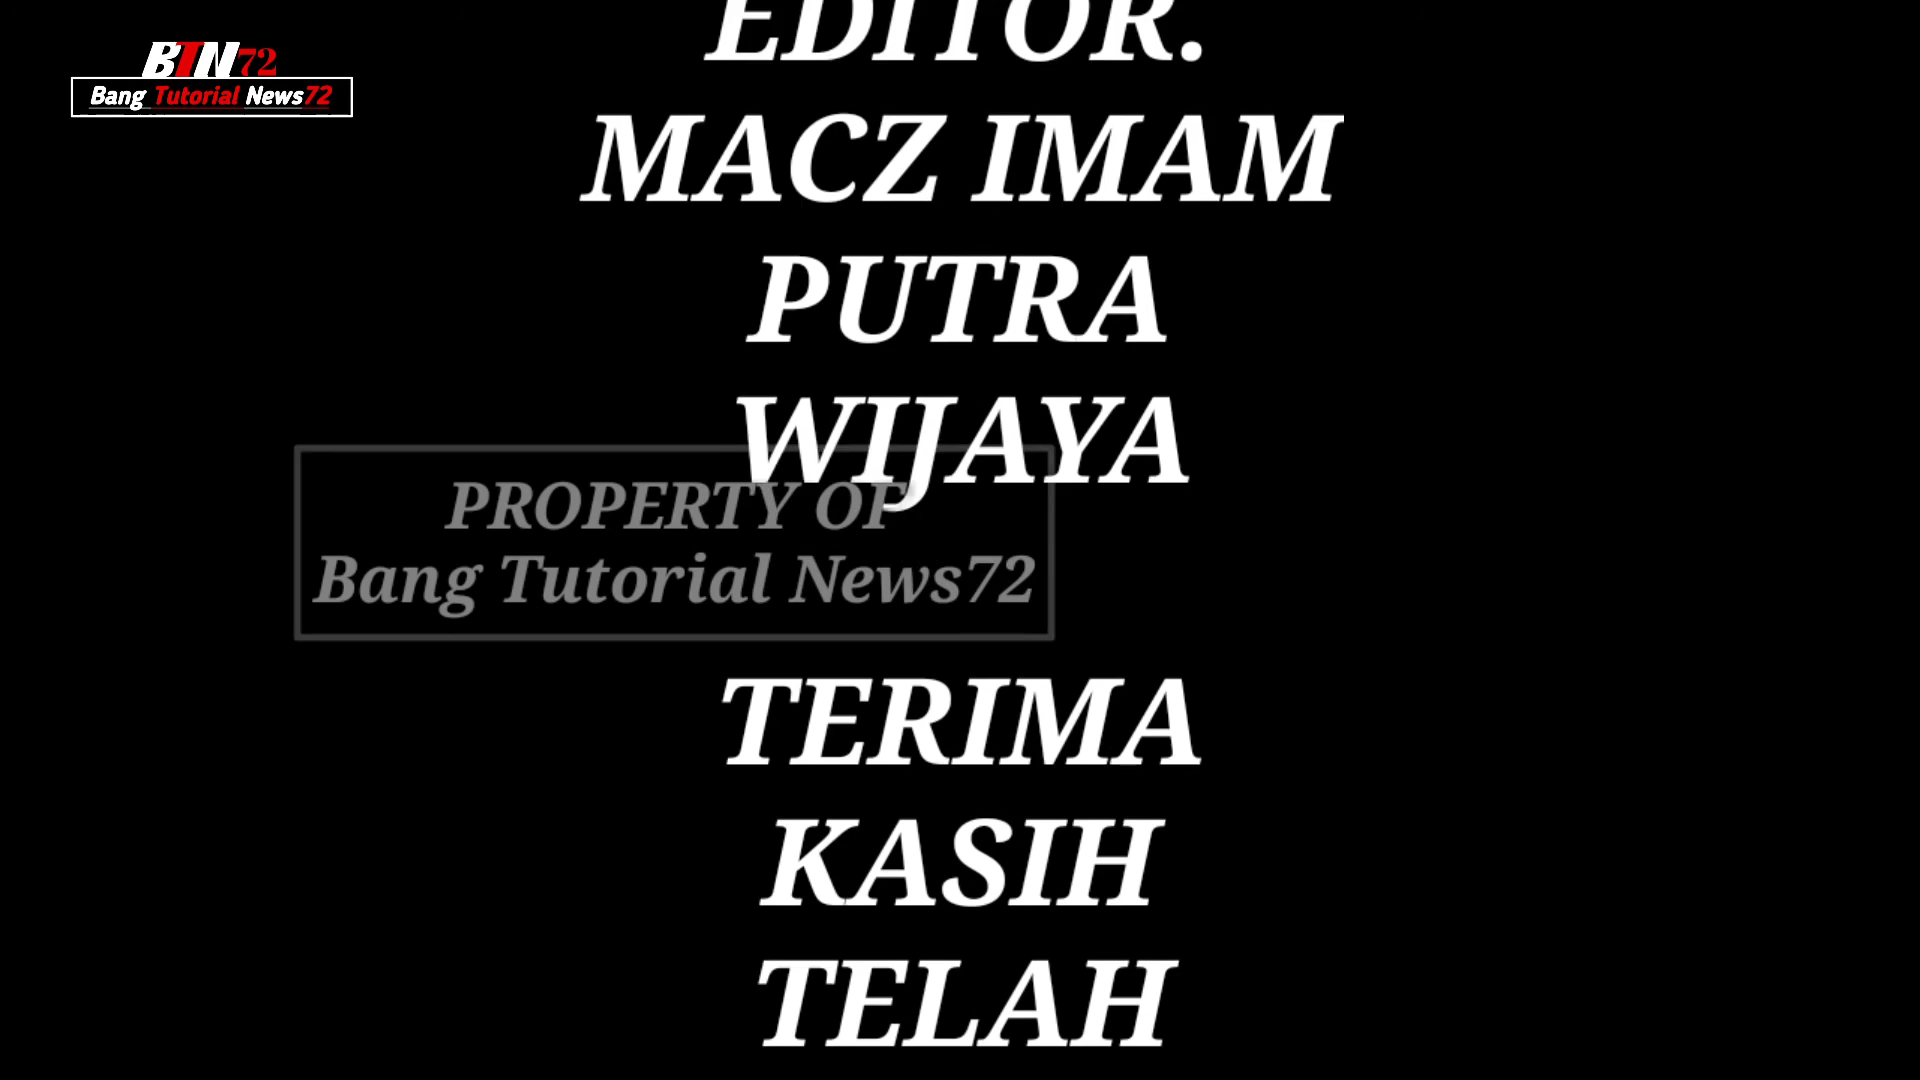 BTN72
Bang Tutorial News72
EDITOR.
MACZ IMAM
PUTRA
WIJAYA
PROPERTY OF
Bang Tutorial News72
TERIMA
KASIH
TELAH